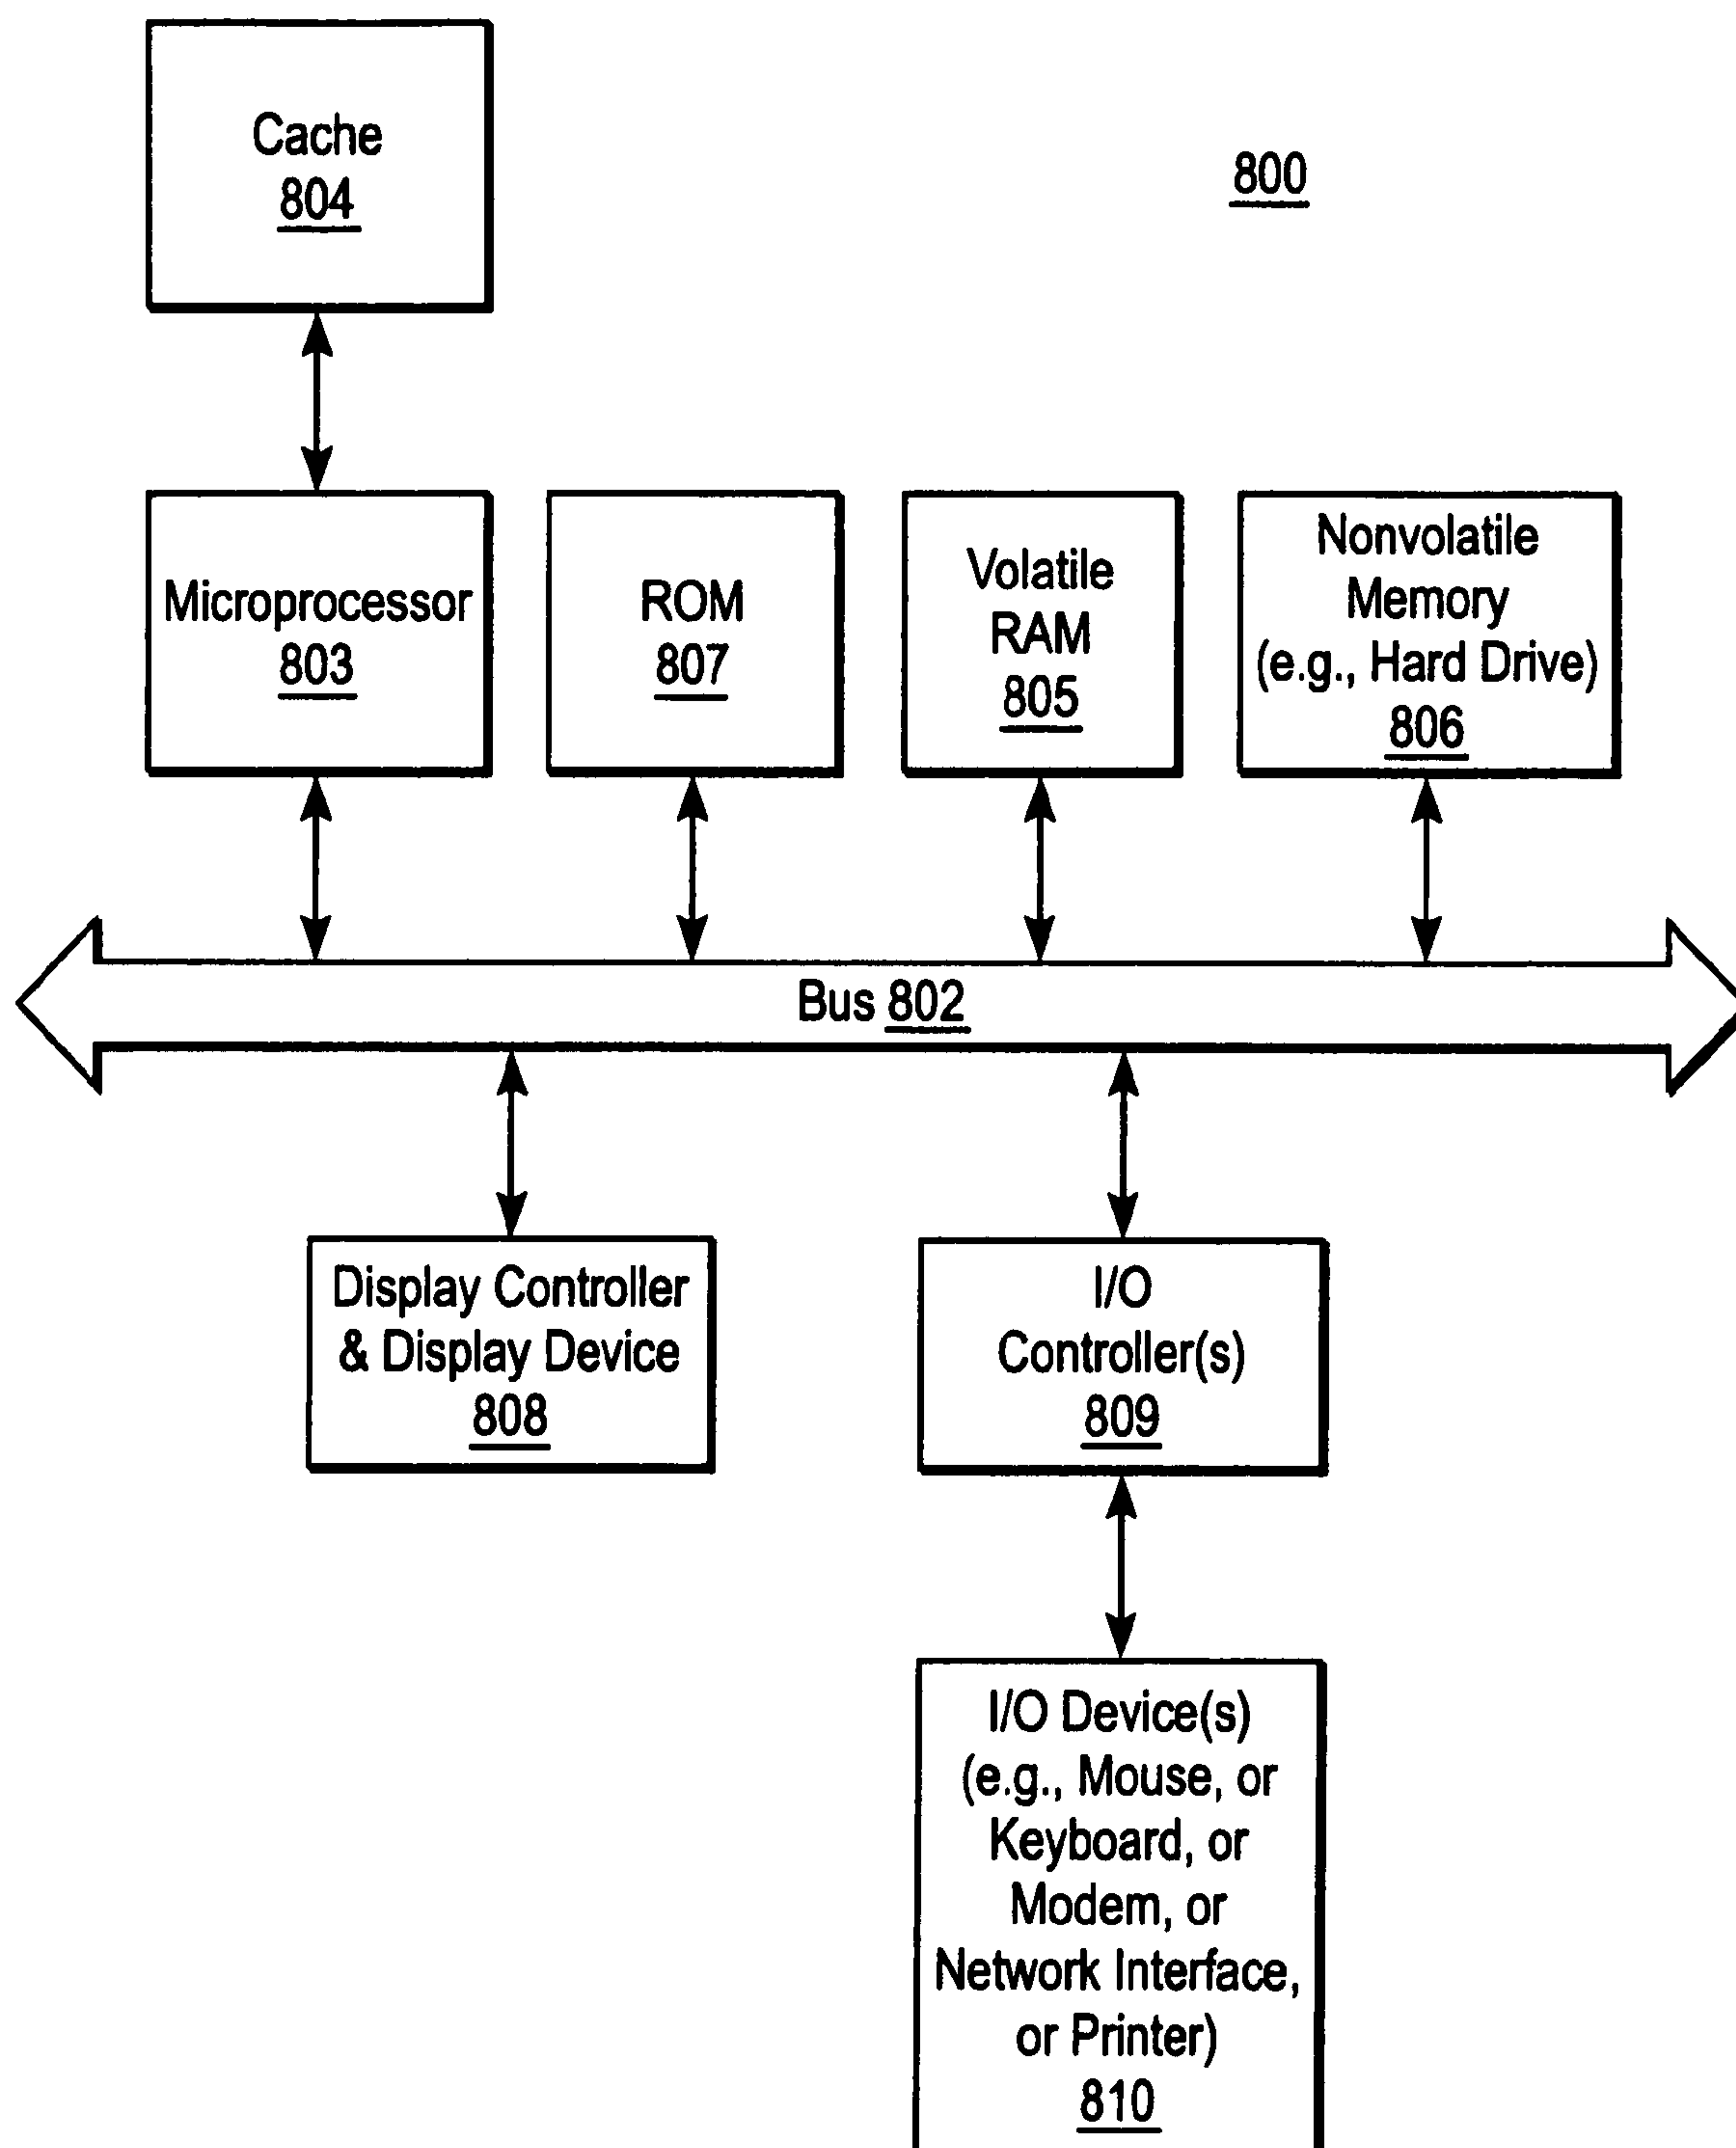 Cache
804
800
Microprocessor
803
ROM
807
Volatile
RAM
805
Nonvolatile
Memory
(e.g., Hard Drive)
806
Bus 802
Display Controller
& Display Device
808
I/O
Controller(s)
809
I/O Device(s)
(e.g., Mouse, or
Keyboard, or
Modem, or
Network Interface,
or Printer)
810